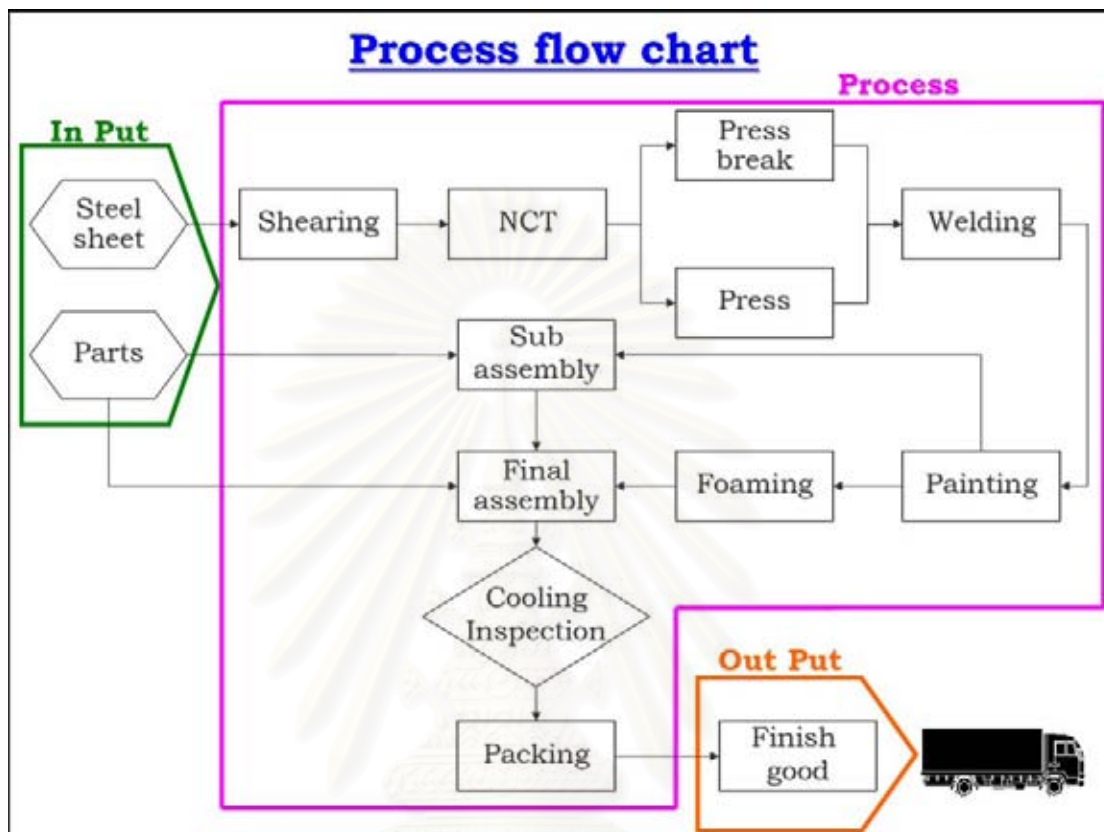 Process flow chart
Process
In Put
Steel
sheet
Shearing
NCT
Press
break
Press
Welding
Parts
Sub
assembly
Final
assembly
Foaming
Painting
Cooling
Inspection
Packing
Out Put
Finish
good